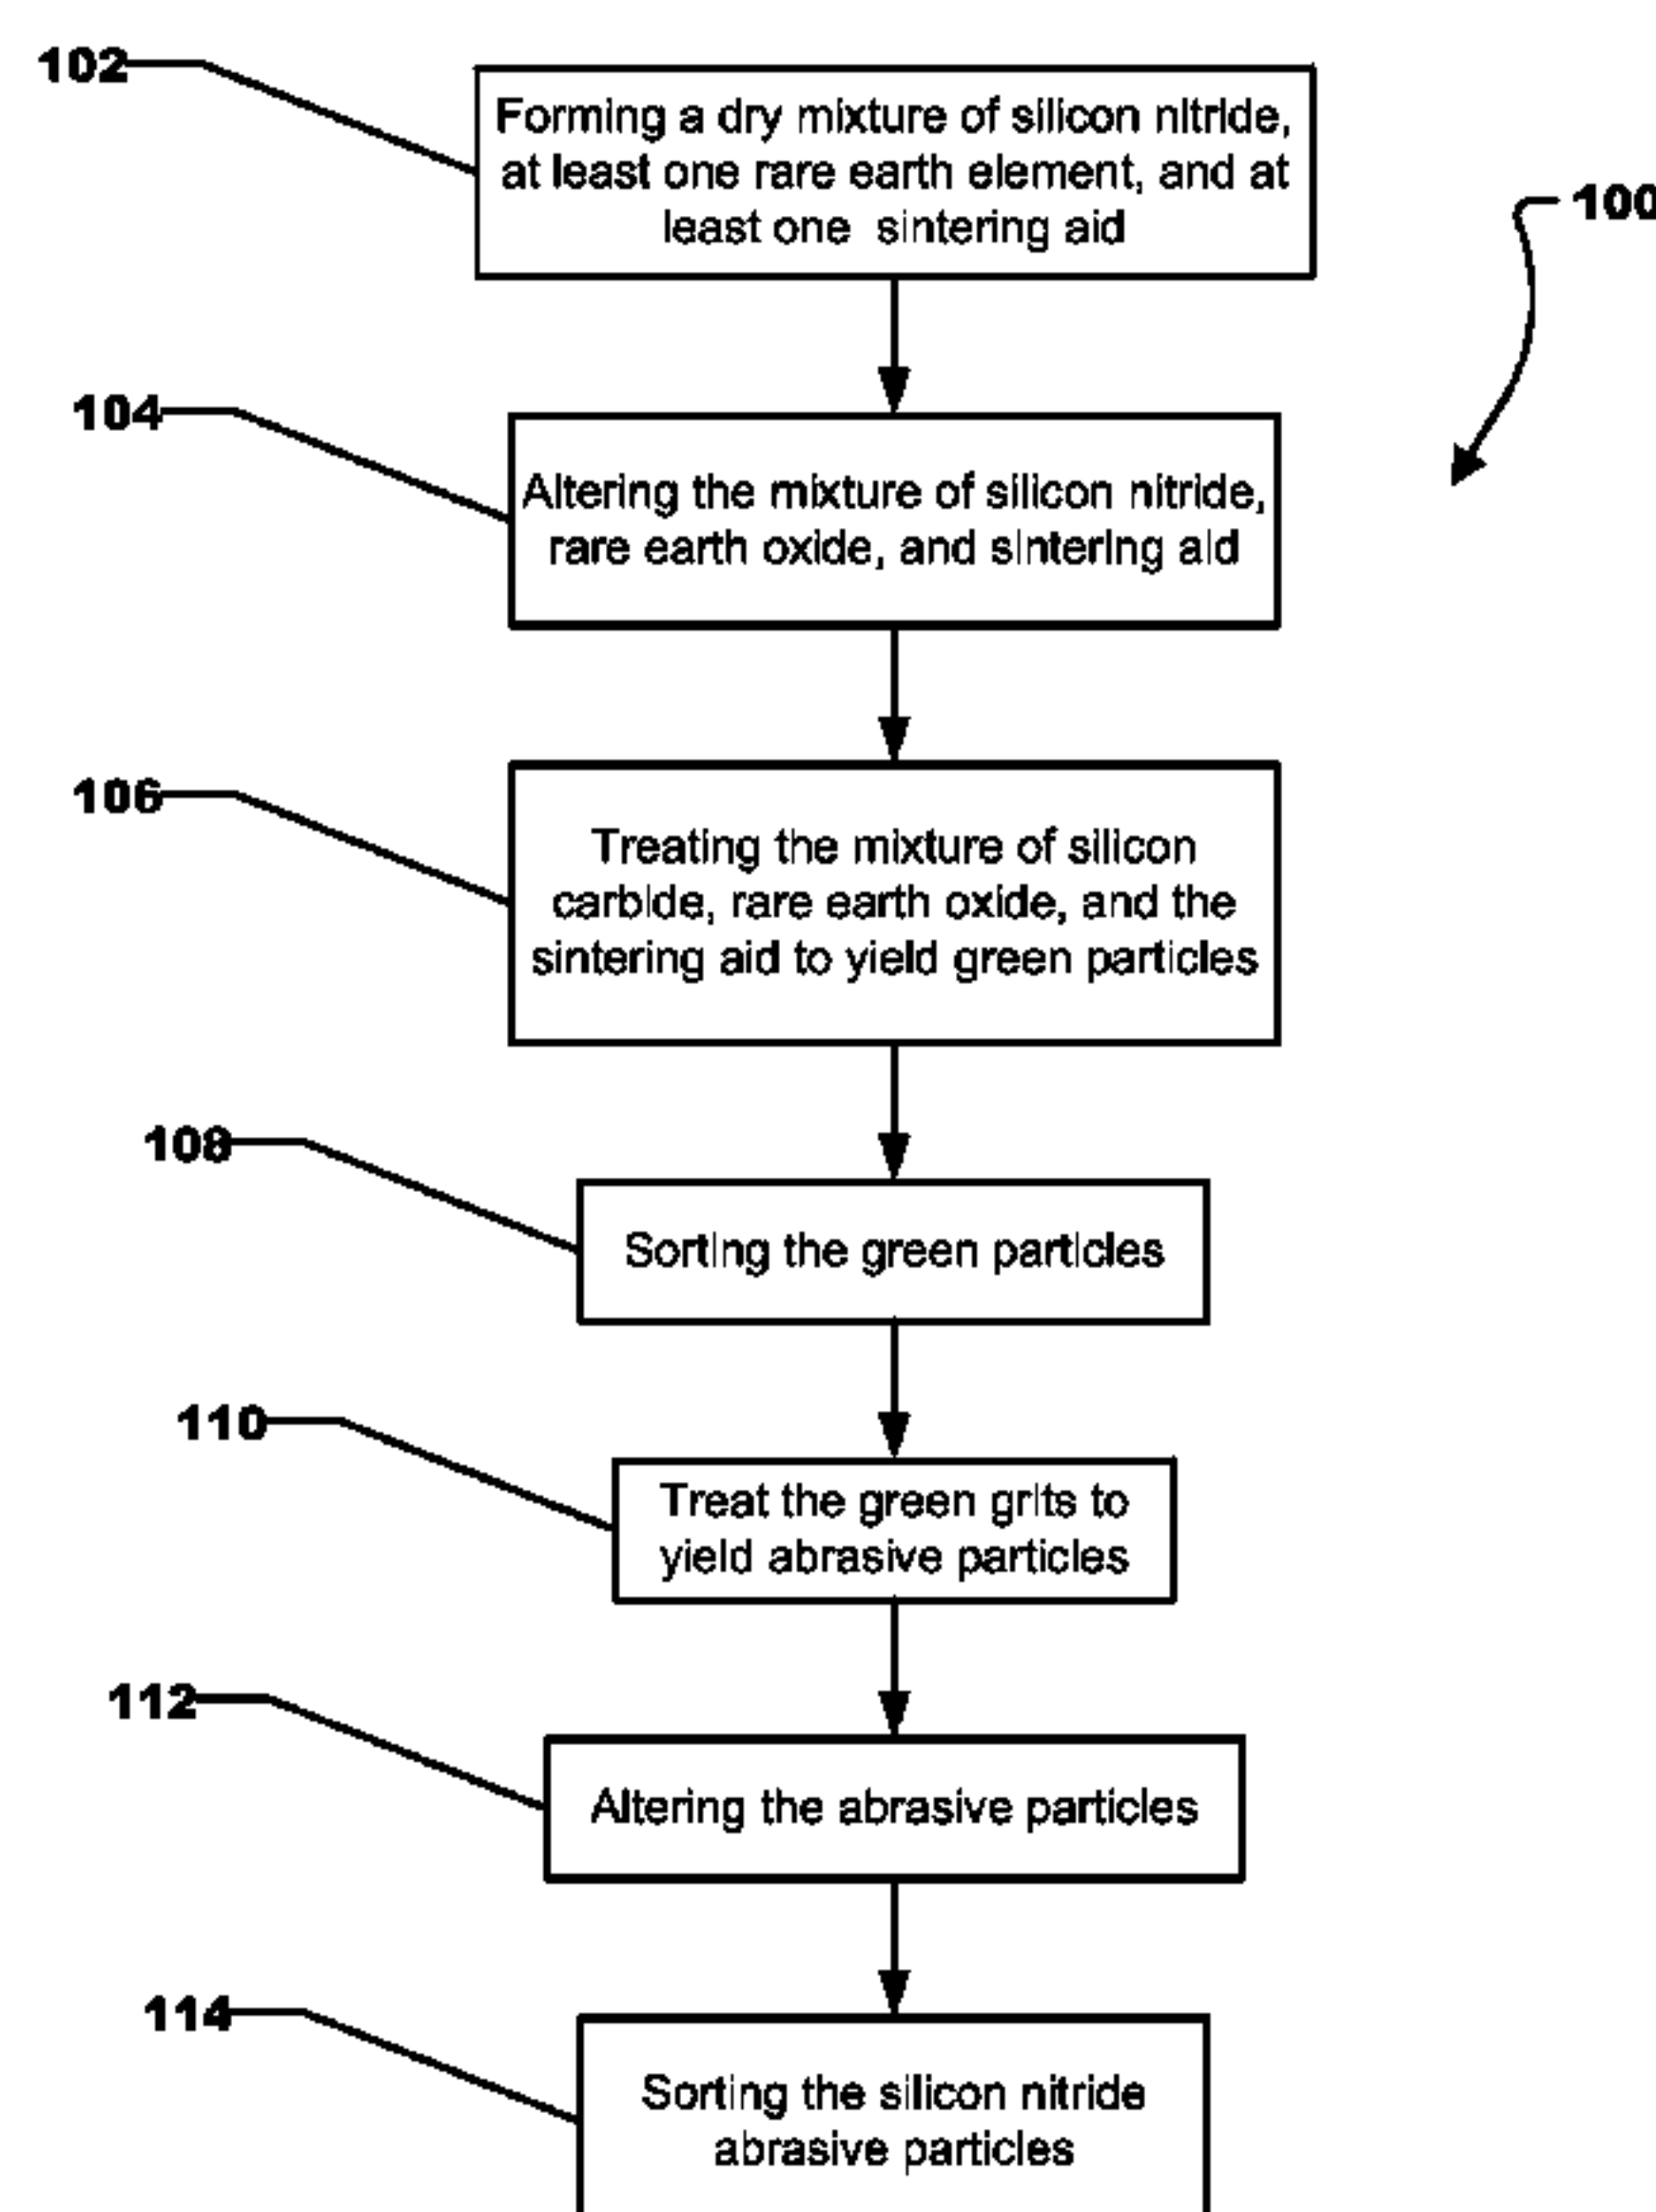 102
Forming a dry mixture of silicon nitride,
at least one rare earth element, and at
least one sintering aid
100
104
Altering the mixture of silicon nitride,
rare earth oxide, and sintering aid
106
Treating the mixture of silicon
carbide, rare earth oxide, and the
sintering aid to yield green particles
108
Sorting the green particles
110
Treat the green grits to
yield abrasive particles
112
Altering the abrasive particles
114
Sorting the silicon nitride
abrasive particles